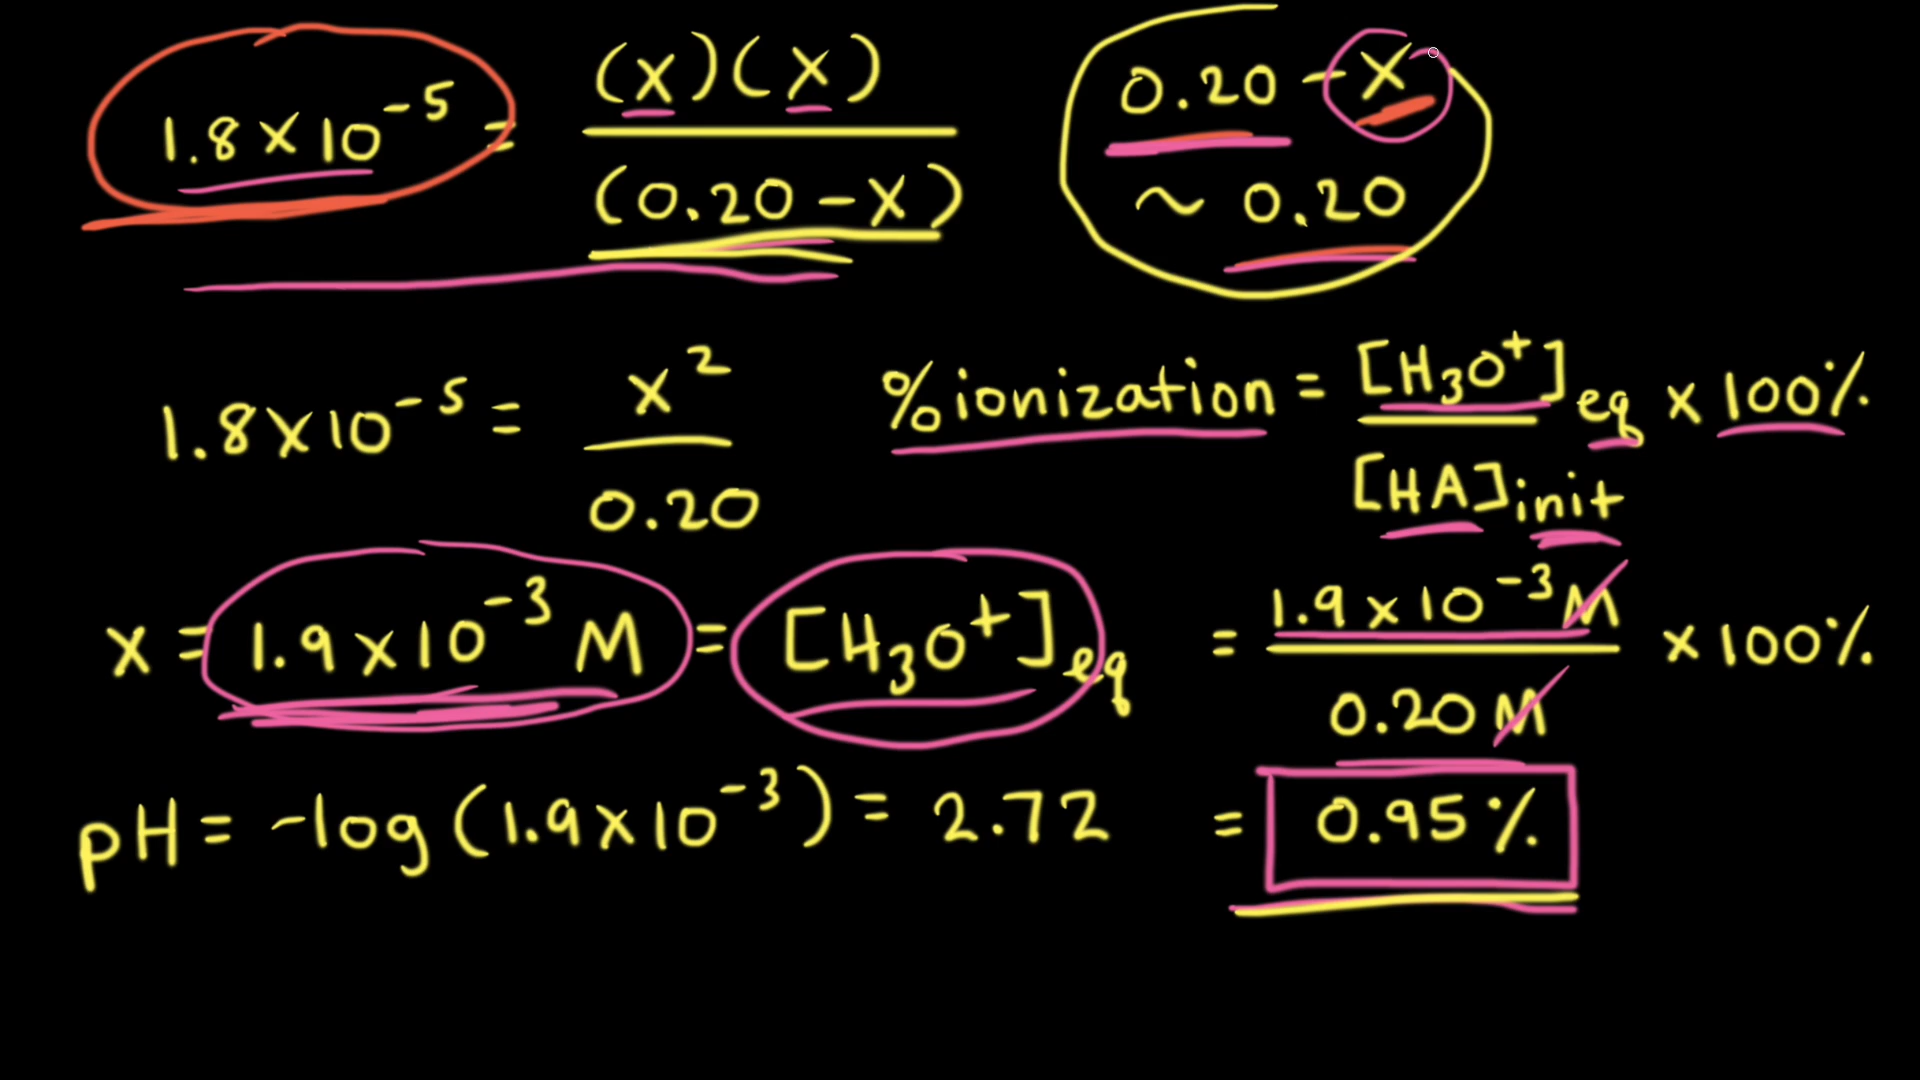 1.8 x 10⁻⁵ = (x)(x) / (0.20 - x)
0.20 - x
~ 0.20
1.8 x 10⁻⁵ = x² / 0.20
% ionization = [H₃O⁺]eq / [HA]init x 100%
x = 1.9 x 10⁻³ M = [H₃O⁺]eq
= 1.9 x 10⁻³ M / 0.20 M x 100%
pH = -log(1.9 x 10⁻³) = 2.72
= 0.95%